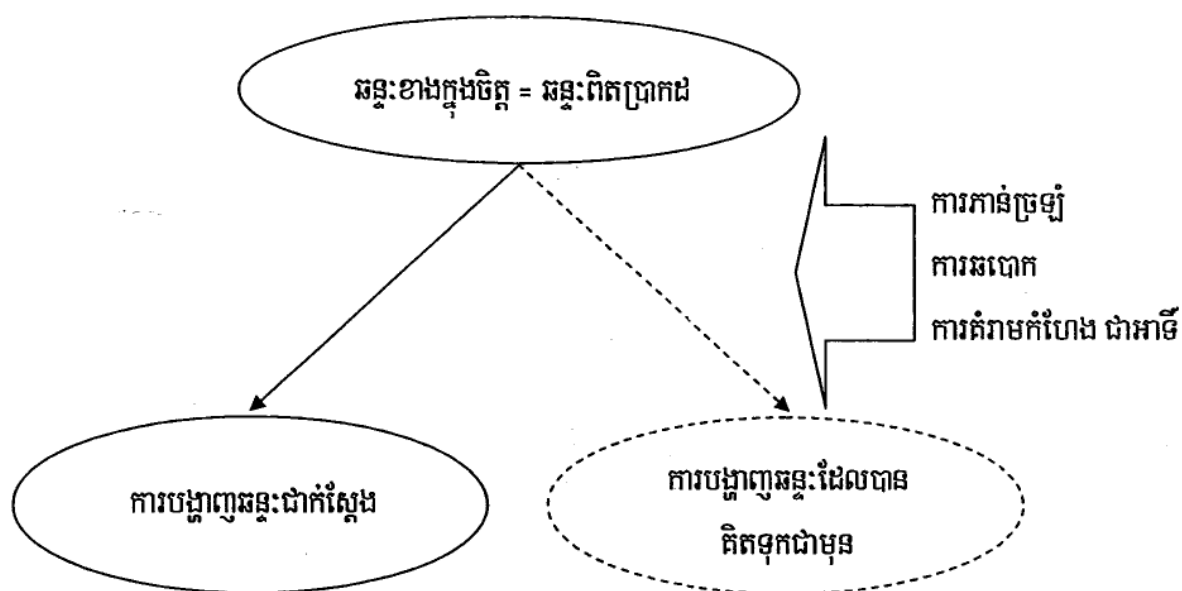 ឆន្ទៈខាងក្នុងចិត្ត = ឆន្ទៈពិតប្រាកដ
ការភាន់ច្រឡំ
ការឆបោក
ការគំរាមកំហែង ជាអាទិ៍
ការបង្ហាញឆន្ទៈជាក់ស្តែង
ការបង្ហាញឆន្ទៈដែលបាន
គិតទុកជាមុន